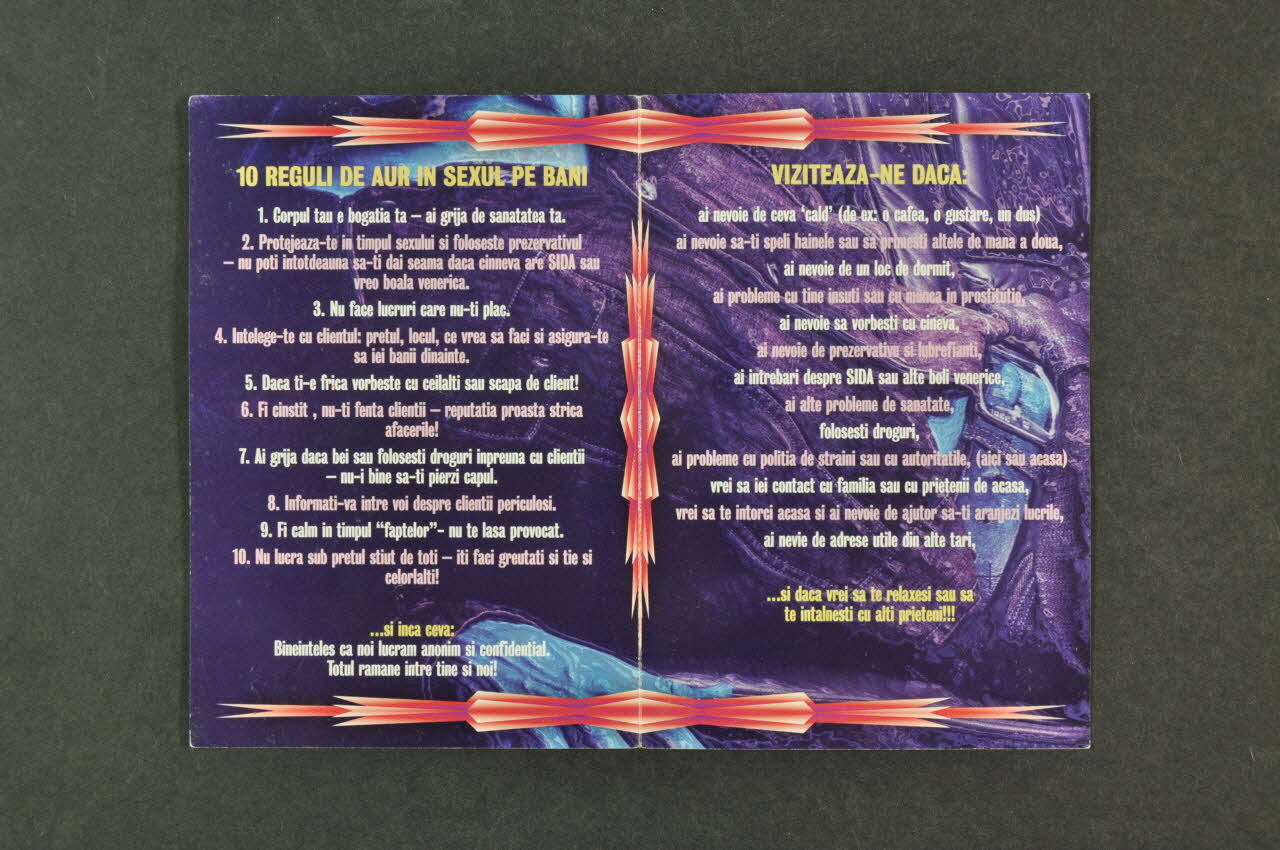 10 REGULI DE AUR IN SEXUL PE BANI
1. Corpul tau e bogatia ta – ai grija de sanatatea ta.
2. Protejeaza-te in timpul sexului si foloseste prezervativul
– nu poti intotdeauna sa-ti dai seama daca cinneva are SIDA sau
vreo boala venerica.
3. Nu face lucruri care nu-ti plac.
4. Intelege-te cu clientul: pretul, locul, ce vrea sa faci si asigura-te
sa iei banii dinainte.
5. Daca ti-e frica vorbeste cu ceilalti sau scapa de client!
6. Fi cinstit , nu-ti fenta clientii – reputatia proasta strica
afacerile!
7. Ai grija daca bei sau folosesti droguri inpreuna cu clientii
– nu-i bine sa-ti pierzi capul.
8. Informati-va intre voi despre clientii periculosi.
9. Fi calm in timpul “faptelor”- nu te lasa provocat.
10. Nu lucra sub pretul stiut de toti – iti faci greutati si tie si
celorlalti!
...si inca ceva:
Bineinteles ca noi lucram anonim si confidential.
Totul ramane intre tine si noi!
VIZITEAZA-NE DACA:
ai nevoie de ceva ‘cald’ (de ex: o cafea, o gustare, un dus)
ai nevoie sa-ti speli hainele sau sa primesti altele de mana a doua,
ai nevoie de un loc de dormit,
ai probleme cu tine insuti sau cu munca in prostitutie,
ai nevoie sa vorbesti cu cineva,
ai nevoie de prezervative si lubrefianti,
ai intrebari despre SIDA sau alte boli venerice,
ai alte probleme de sanatate,
folosesti droguri,
ai probleme cu politia de straini sau cu autoritatile, (aici sau acasa)
vrei sa iei contact cu familia sau cu prietenii de acasa,
vrei sa te intorci acasa si ai nevoie de ajutor sa-ti aranjezi lucrile,
ai nevie de adrese utile din alte tari,
...si daca vrei sa te relaxesi sau sa
te intalnesti cu alti prieteni!!!